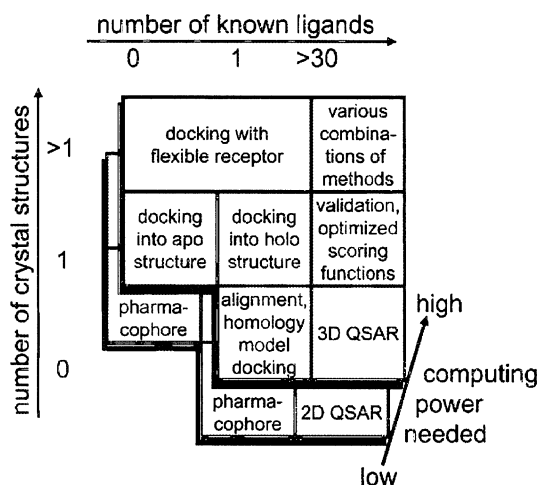 number of known ligands
0 1 >30
number of crystal structures
>1
1
0
docking with
flexible receptor
various
combina-
tions of
methods
docking
into apo
structure
docking
into holo
structure
validation,
optimized
scoring
functions
pharma-
cophore
alignment,
homology
model
docking
3D QSAR
pharma-
cophore
2D QSAR
high
computing
power
needed
low